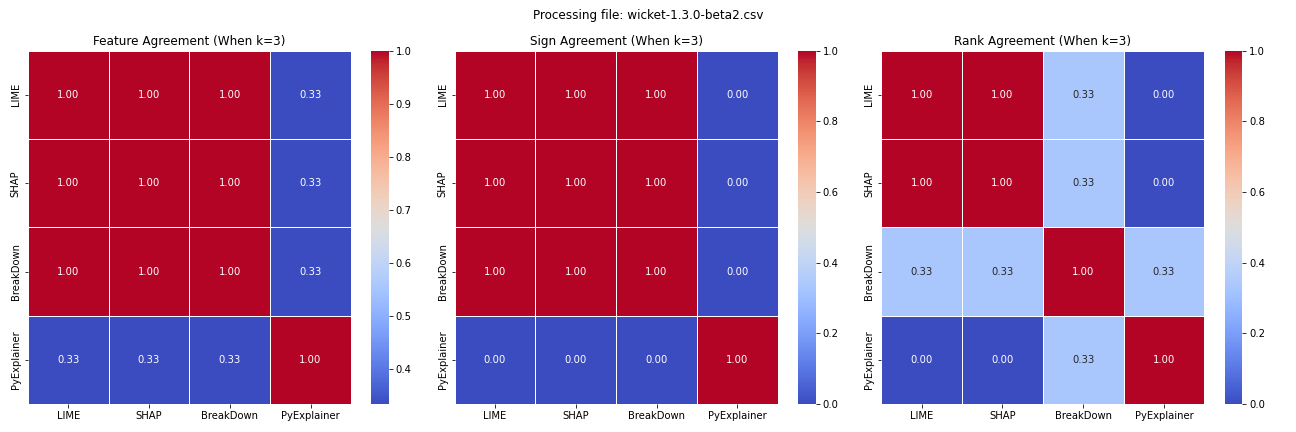 Processing file: wicket-1.3.0-beta2.csv
Feature Agreement (When k=3)
LIME
SHAP
BreakDown
PyExplainer
1.00 1.00 1.00 0.33
1.00 1.00 1.00 0.33
1.00 1.00 1.00 0.33
0.33 0.33 0.33 1.00
LIME SHAP BreakDown PyExplainer
1.0
0.9
0.8
0.7
0.6
0.5
0.4
Sign Agreement (When k=3)
LIME
SHAP
BreakDown
PyExplainer
1.00 1.00 1.00 0.00
1.00 1.00 1.00 0.00
1.00 1.00 1.00 0.00
0.00 0.00 0.00 1.00
LIME SHAP BreakDown PyExplainer
1.0
0.8
0.6
0.4
0.2
0.0
Rank Agreement (When k=3)
LIME
SHAP
BreakDown
PyExplainer
1.00 1.00 0.33 0.00
1.00 1.00 0.33 0.00
0.33 0.33 1.00 0.33
0.00 0.00 0.33 1.00
LIME SHAP BreakDown PyExplainer
1.0
0.8
0.6
0.4
0.2
0.0